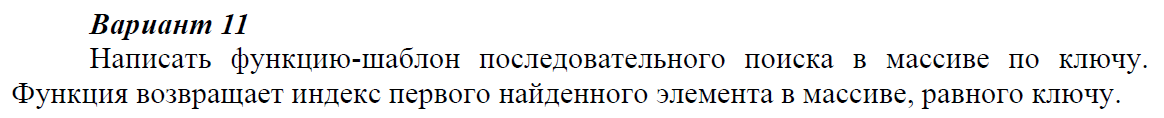 Вариант 11
Написать функцию-шаблон последовательного поиска в массиве по ключу.
Функция возвращает индекс первого найденного элемента в массиве, равного ключу.